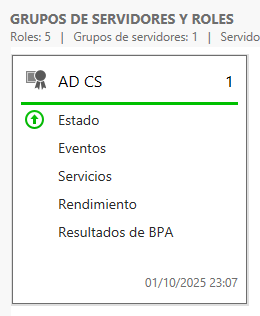 GRUPOS DE SERVIDORES Y ROLES
Roles: 5 | Grupos de servidores: 1 | Servido
AD CS 1
Estado
Eventos
Servicios
Rendimiento
Resultados de BPA
01/10/2025 23:07